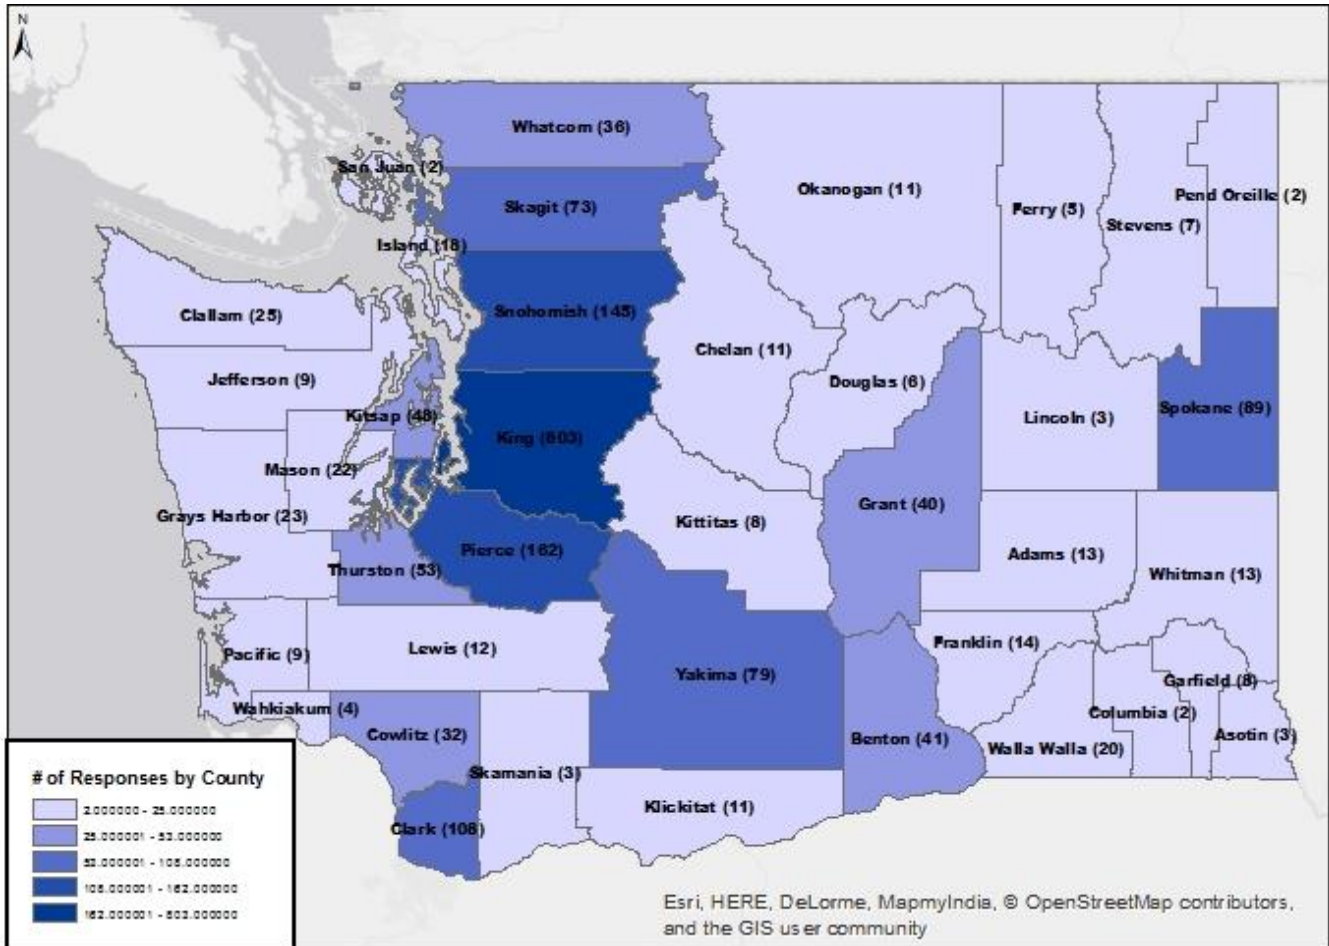 N
Whatcom (36)
San Juan (2)
Okanogan (11)
Ferry (5)
Pend Oreille (2)
Skagit (73)
Stevens (7)
Island (18)
Clallam (25)
Snohomish (145)
Chelan (11)
Jefferson (9)
Douglas (6)
Kitsap (48)
Lincoln (3)
Spokane (89)
King (803)
Mason (22)
Grays Harbor (23)
Kittitas (8)
Grant (40)
Pierce (162)
Adams (13)
Thurston (53)
Whitman (13)
Pacific (9)
Lewis (12)
Franklin (14)
Yakima (79)
Garfield (8)
Wahkiakum (4)
Columbia (2)
Cowlitz (32)
Benton (41)
Asotin (3)
Walla Walla (20)
Skamania (3)
Klickitat (11)
Clark (108)
# of Responses by County
2.000000 - 25.000000
25.000001 - 53.000000
53.000001 - 108.000000
108.000001 - 162.000000
162.000001 - 803.000000
Esri, HERE, DeLorme, MapmyIndia, © OpenStreetMap contributors,
and the GIS user community